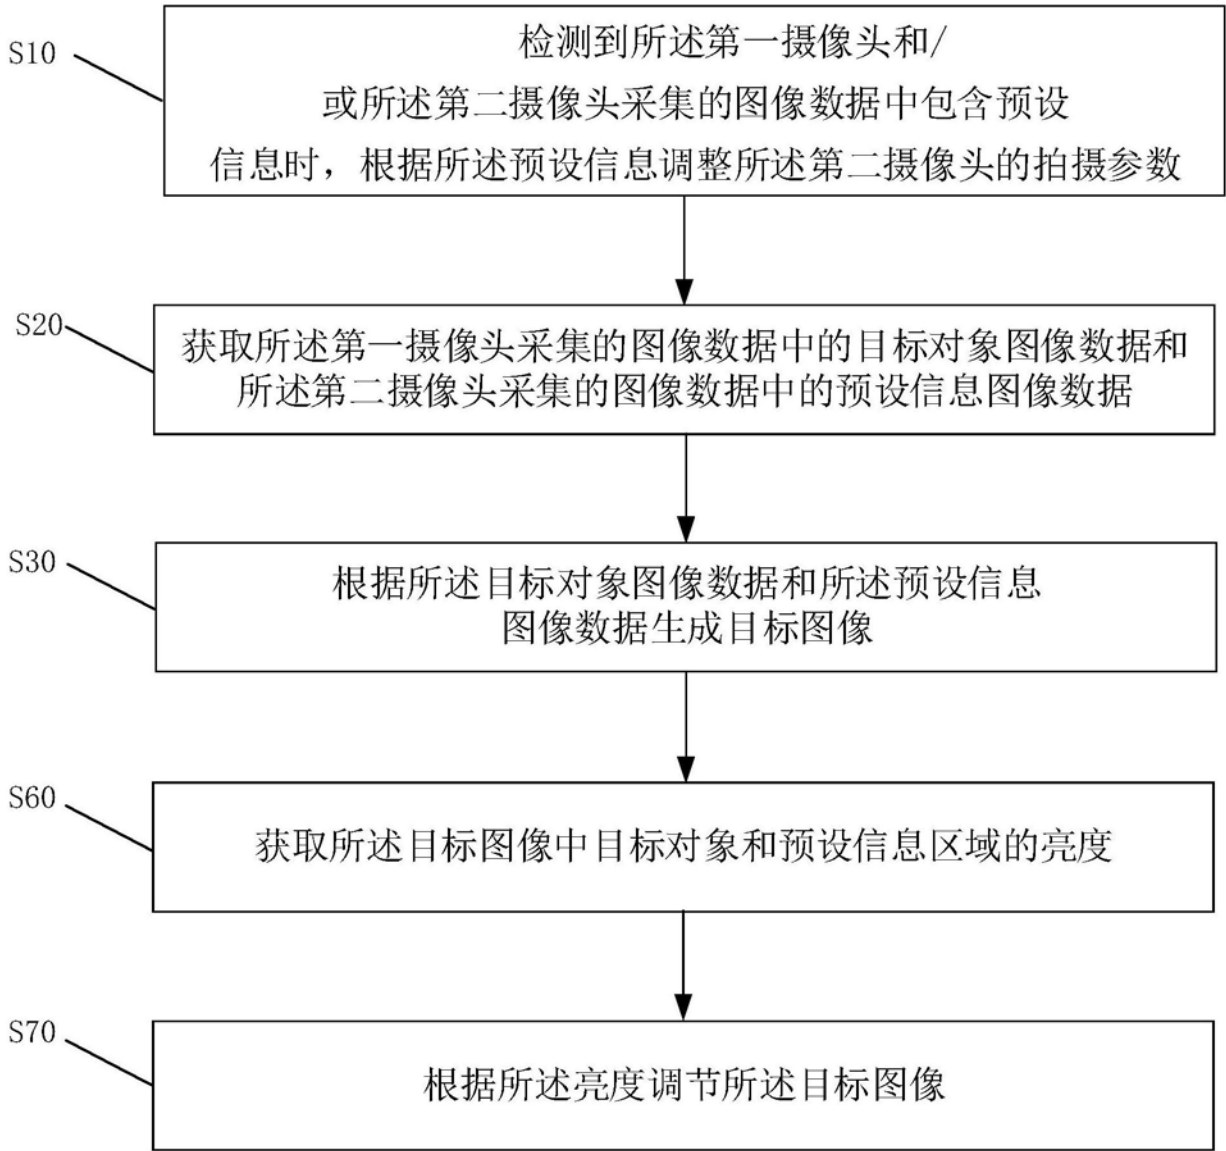 S10
检测到所述第一摄像头和/
或所述第二摄像头采集的图像数据中包含预设
信息时，根据所述预设信息调整所述第二摄像头的拍摄参数
S20
获取所述第一摄像头采集的图像数据中的目标对象图像数据和
所述第二摄像头采集的图像数据中的预设信息图像数据
S30
根据所述目标对象图像数据和所述预设信息
图像数据生成目标图像
S60
获取所述目标图像中目标对象和预设信息区域的亮度
S70
根据所述亮度调节所述目标图像